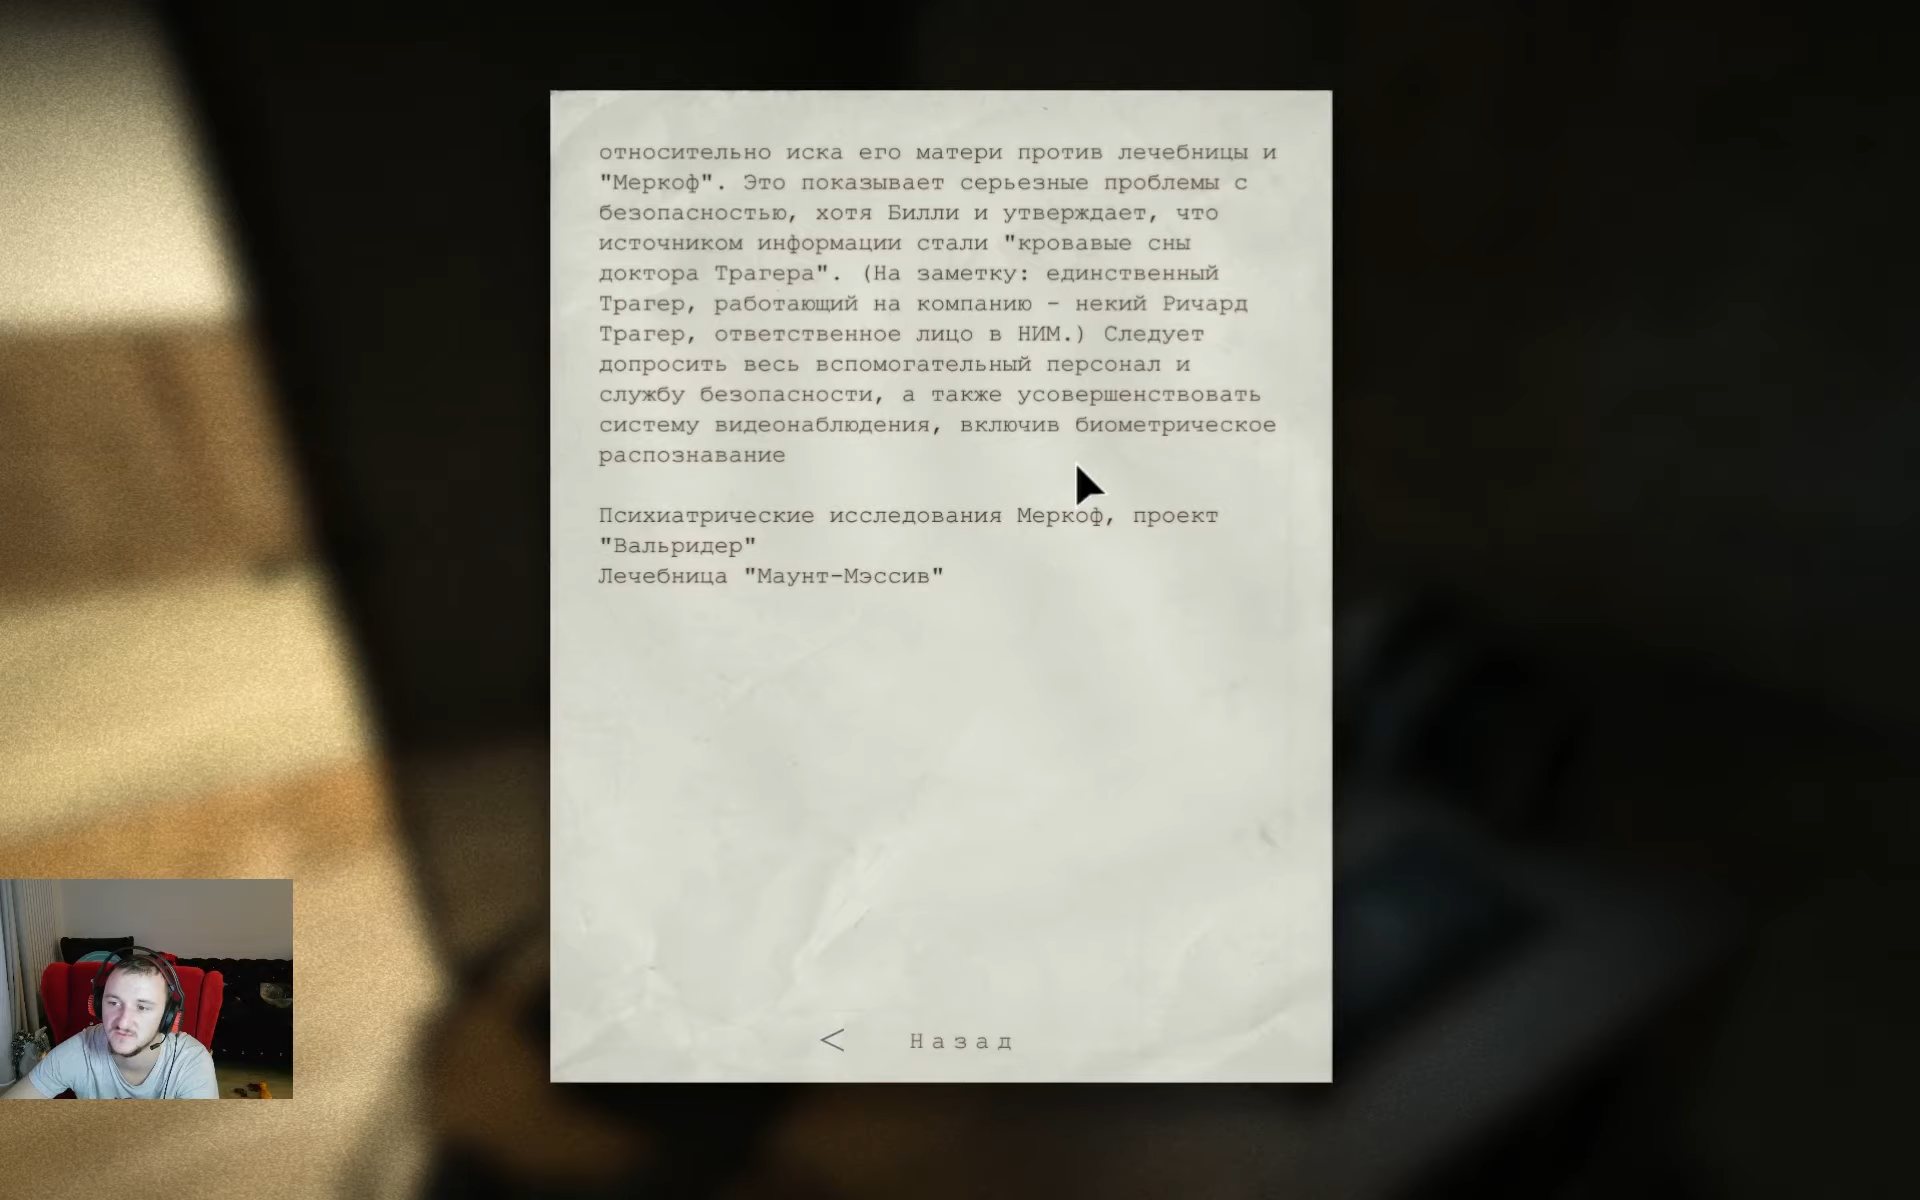 относительно иска его матери против лечебницы и
"Меркоф". Это показывает серьезные проблемы с
безопасностью, хотя Билли и утверждает, что
источником информации стали "кровавые сны
доктора Трагера". (На заметку: единственный
Трагер, работающий на компанию - некий Ричард
Трагер, ответственное лицо в НИМ.) Следует
допросить весь вспомогательный персонал и
службу безопасности, а также усовершенствовать
систему видеонаблюдения, включив биометрическое
распознавание
Психиатрические исследования Меркоф, проект
"Вальридер"
Лечебница "Маунт-Мэссив"
< Назад